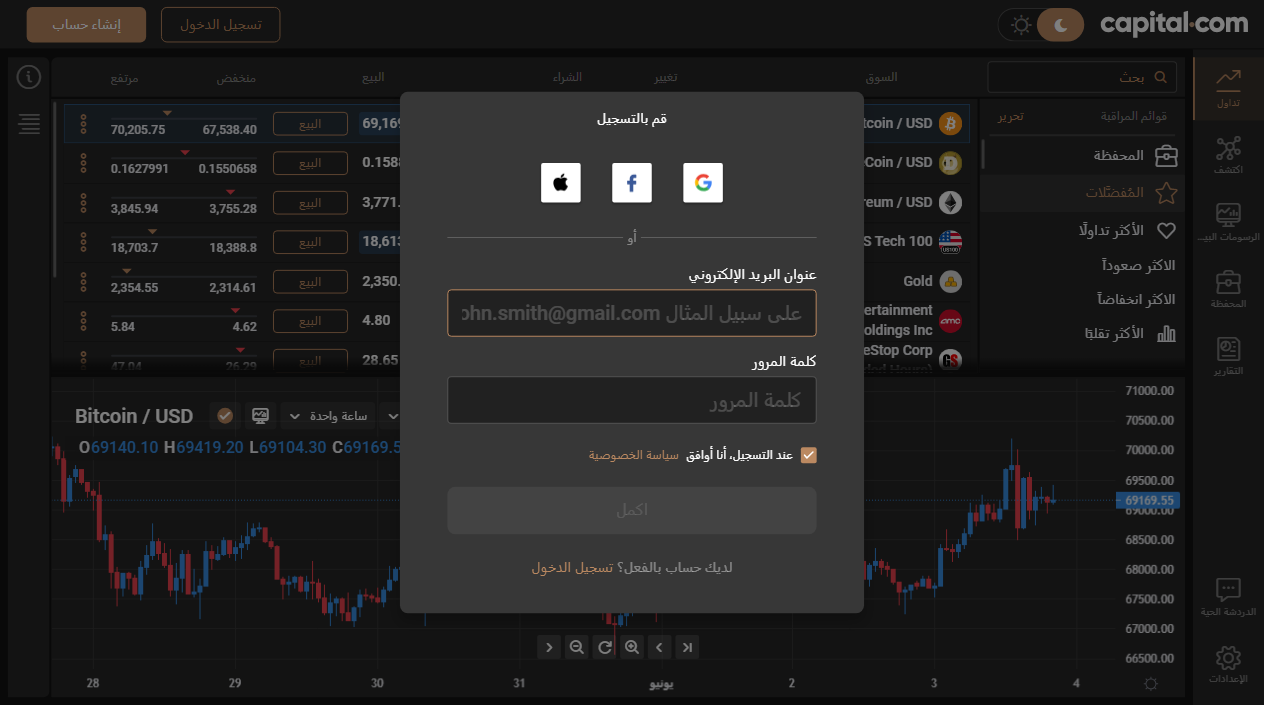 capital.com
تسجيل الدخول
إنشاء حساب
بحث
السوق
تغيير
الشراء
البيع
منخفض
مرتفع
تداول
اكتشف
الرسومات البيـ...
المحفظة
التقارير
الدردشة الحية
الإعدادات
قوائم المراقبة
تحرير
المحفظة
المُفضَّلات
الأكثر تداولًا
الاكثر صعوداً
الاكثر انخفاضاً
الأكثر تقلبًا
tcoin / USD
69,169
البيع
67,538.40
70,205.75
Coin / USD
0.1588
البيع
0.1550658
0.1627991
reum / USD
3,771.
البيع
3,755.28
3,845.94
S Tech 100
18,613
البيع
18,388.8
18,703.7
Gold
2,350.
البيع
2,314.61
2,354.55
ertainment
oldings Inc
4.80
البيع
4.62
5.84
eStop Corp
28.65
البيع
26.29
47.04
قم بالتسجيل
أو
عنوان البريد الإلكتروني
على سبيل المثال ohn.smith@gmail.com
كلمة المرور
كلمة المرور
عند التسجيل، أنا أوافق سياسة الخصوصية
اكمل
لديك حساب بالفعل؟ تسجيل الدخول
Bitcoin / USD
ساعة واحدة
O69140.10 H69419.20 L69104.30 C69169.5
71000.00
70500.00
70000.00
69500.00
69169.55
69000.00
68500.00
68000.00
67500.00
67000.00
66500.00
28
29
30
31
يونيو
2
3
4